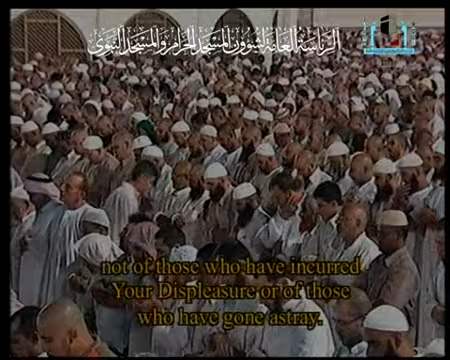 الرئاسة العامة لشؤون المسجد الحرام والمسجد النبوي
not of those who have incurred
Your Displeasure or of those
who have gone astray.